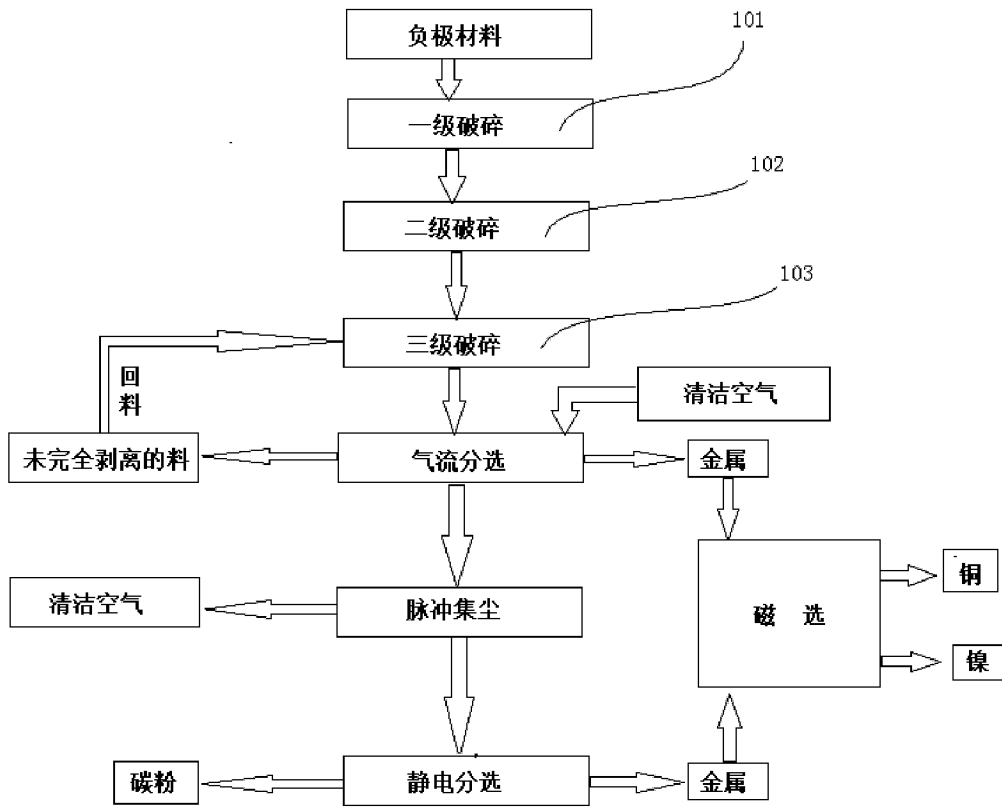 负极材料
101
一级破碎
102
二级破碎
103
三级破碎
回料
清洁空气
未完全剥离的料
气流分选
金属
清洁空气
脉冲集尘
磁 选
铜
镍
碳粉
静电分选
金属